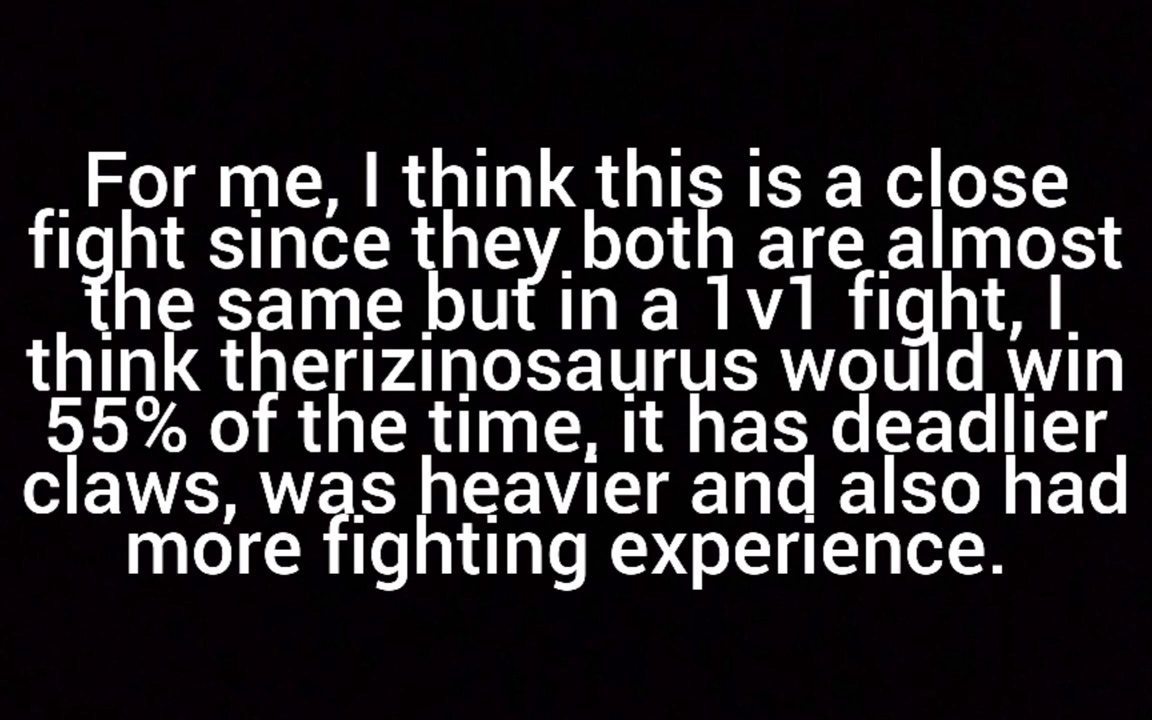 For me, I think this is a close
fight since they both are almost
the same but in a 1v1 fight, I
think therizinosaurus would win
55% of the time, it has deadlier
claws, was heavier and also had
more fighting experience.